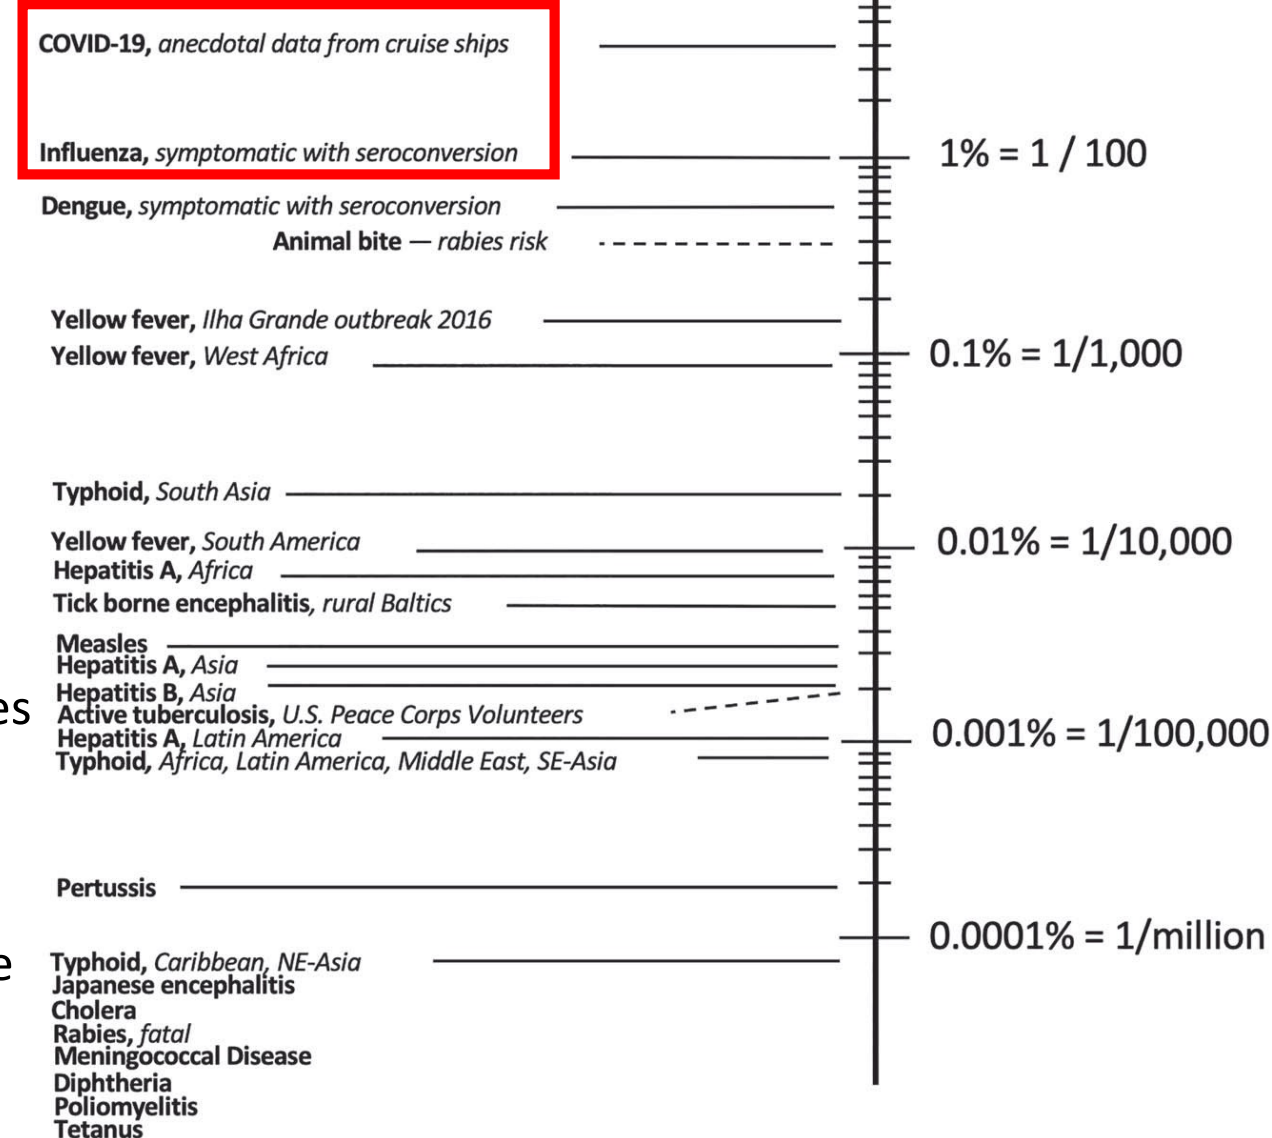 COVID-19, anecdotal data from cruise ships
Influenza, symptomatic with seroconversion
1% = 1 / 100
Dengue, symptomatic with seroconversion
Animal bite — rabies risk
Yellow fever, Ilha Grande outbreak 2016
Yellow fever, West Africa
0.1% = 1/1,000
Typhoid, South Asia
Yellow fever, South America
0.01% = 1/10,000
Hepatitis A, Africa
Tick borne encephalitis, rural Baltics
Measles
Hepatitis A, Asia
Hepatitis B, Asia
es
Active tuberculosis, U.S. Peace Corps Volunteers
Hepatitis A, Latin America
0.001% = 1/100,000
Typhoid, Africa, Latin America, Middle East, SE-Asia
Pertussis
0.0001% = 1/million
e
Typhoid, Caribbean, NE-Asia
Japanese encephalitis
Cholera
Rabies, fatal
Meningococcal Disease
Diphtheria
Poliomyelitis
Tetanus